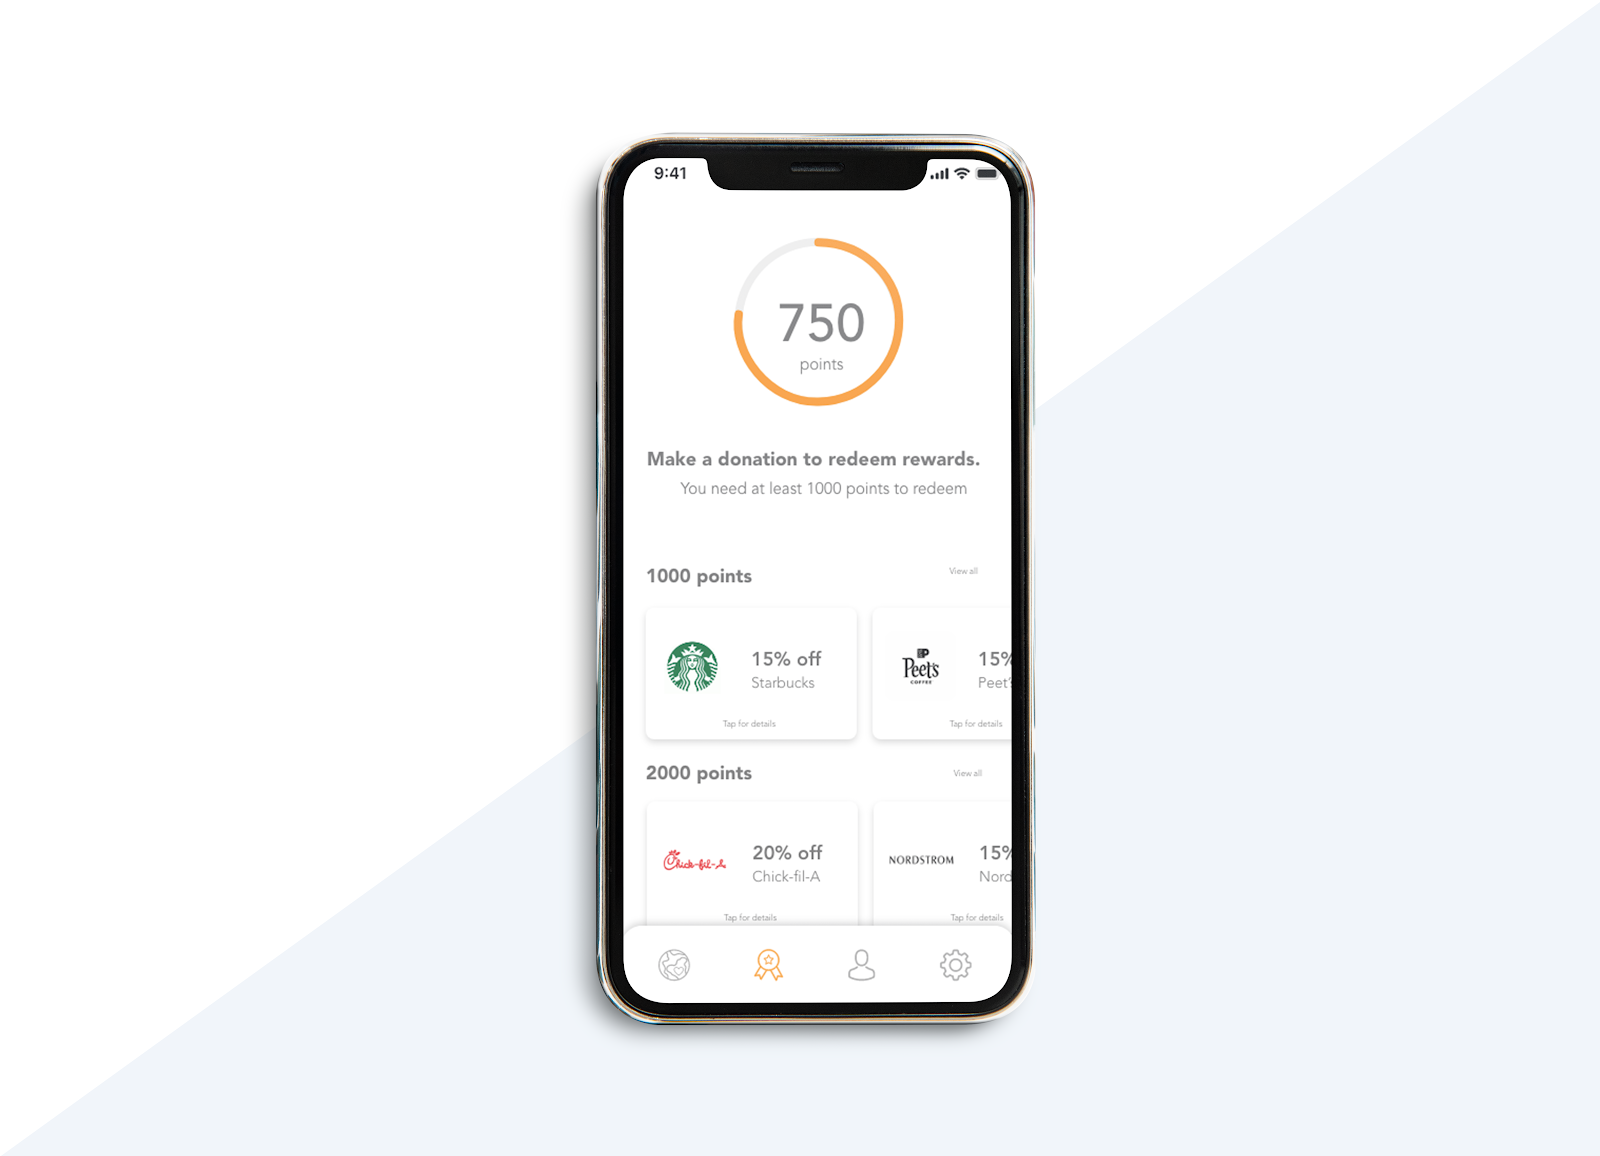 9:41
750
points
Make a donation to redeem rewards.
You need at least 1000 points to redeem
1000 points
View all
15% off
Starbucks
Tap for details
Peet's
COFFEE
15%
Peet'
Tap for details
2000 points
View all
Chick-fil-A
20% off
Chick-fil-A
Tap for details
NORDSTROM
15%
Nord
Tap for details